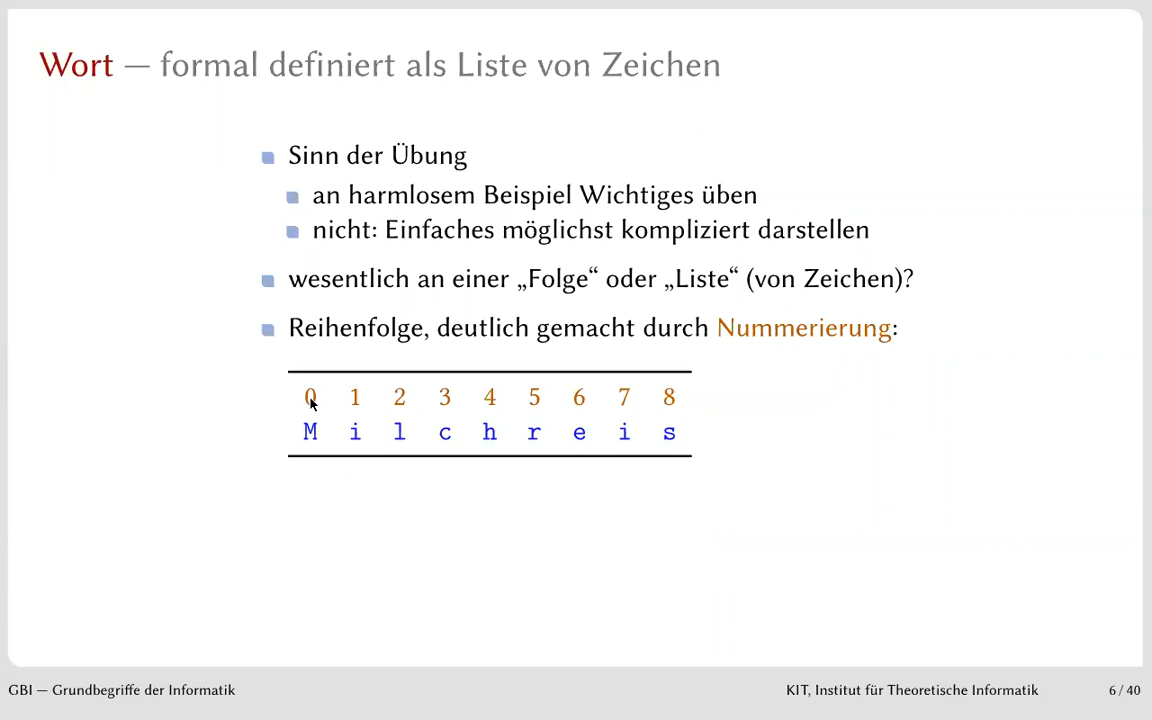 Wort — formal definiert als Liste von Zeichen
Sinn der Übung
an harmlosem Beispiel Wichtiges üben
nicht: Einfaches möglichst kompliziert darstellen
wesentlich an einer „Folge“ oder „Liste“ (von Zeichen)?
Reihenfolge, deutlich gemacht durch Nummerierung:
0 1 2 3 4 5 6 7 8
M i l c h r e i s
GBI — Grundbegriffe der Informatik
KIT, Institut für Theoretische Informatik
6 / 40